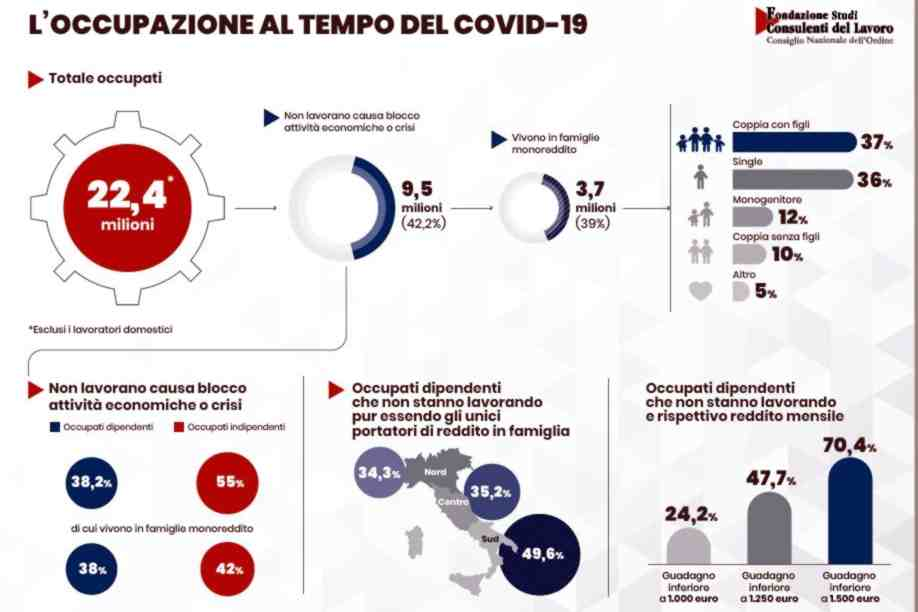 L'OCCUPAZIONE AL TEMPO DEL COVID-19
Fondazione Studi
Consulenti del Lavoro
Consiglio Nazionale dell'Ordine
Totale occupati
22,4*
milioni
*Esclusi i lavoratori domestici
Non lavorano causa blocco
attività economiche o crisi
9,5
milioni
(42,2%)
Vivono in famiglie
monoreddito
3,7
milioni
(39%)
Coppia con figli
37%
Single
36%
Monogenitore
12%
Coppia senza figli
10%
Altro
5%
Non lavorano causa blocco
attività economiche o crisi
Occupati dipendenti
Occupati indipendenti
38,2%
55%
di cui vivono in famiglie monoreddito
38%
42%
Occupati dipendenti
che non stanno lavorando
pur essendo gli unici
portatori di reddito in famiglia
34,3%
Nord
35,2%
Centro
Sud
49,6%
Occupati dipendenti
che non stanno lavorando
e rispettivo reddito mensile
24,2%
47,7%
70,4%
Guadagno
inferiore
a 1.000 euro
Guadagno
inferiore
a 1.250 euro
Guadagno
inferiore
a 1.500 euro